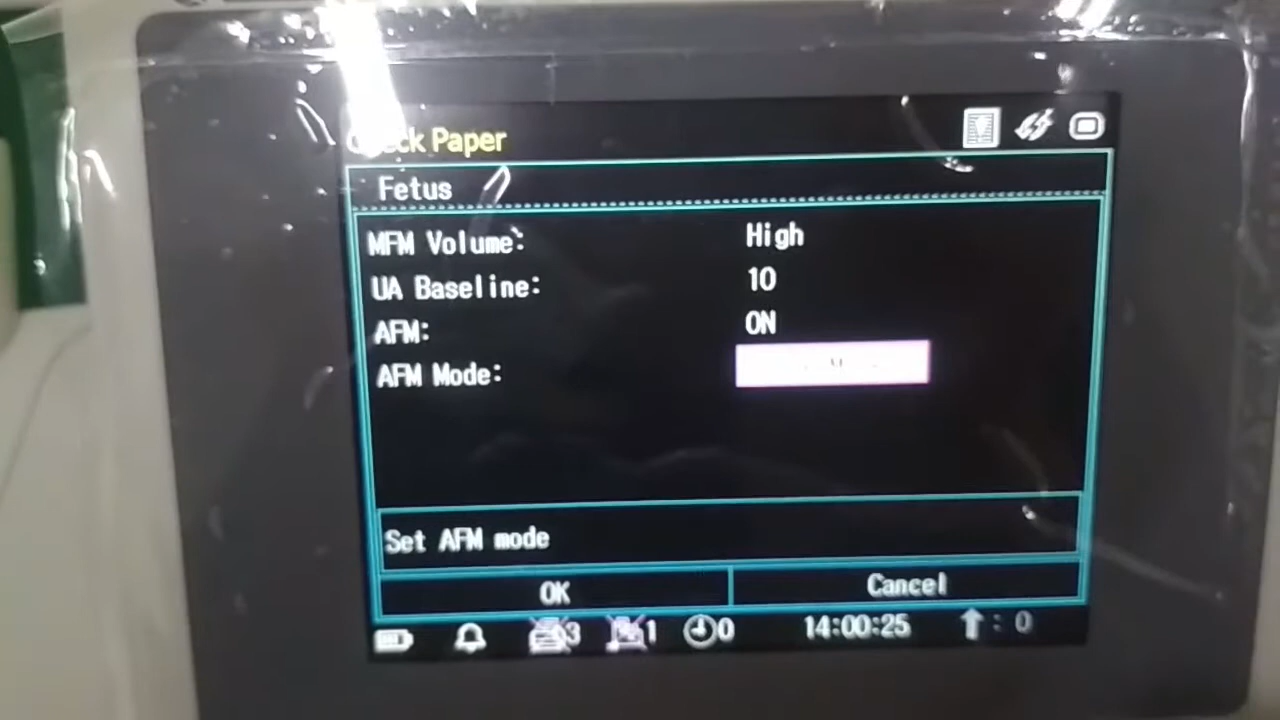 Check Paper
Fetus
MFM Volume: High
UA Baseline: 10
AFM: ON
AFM Mode:
Set AFM mode
OK Cancel
3 1 0 14:00:25 : 0